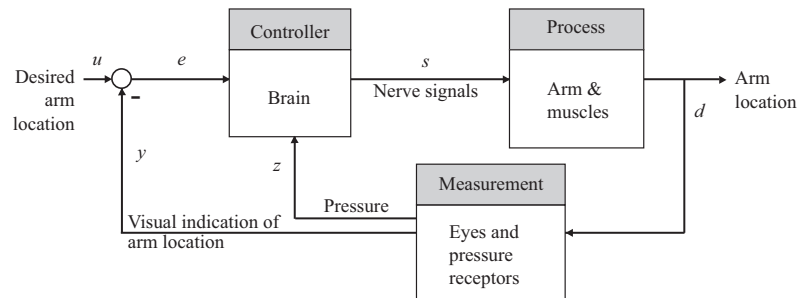 Controller
Process
u
e
s
Desired
arm
location
Brain
Nerve signals
Arm &
muscles
Arm
location
-
d
y
z
Measurement
Pressure
Visual indication of
arm location
Eyes and
pressure
receptors